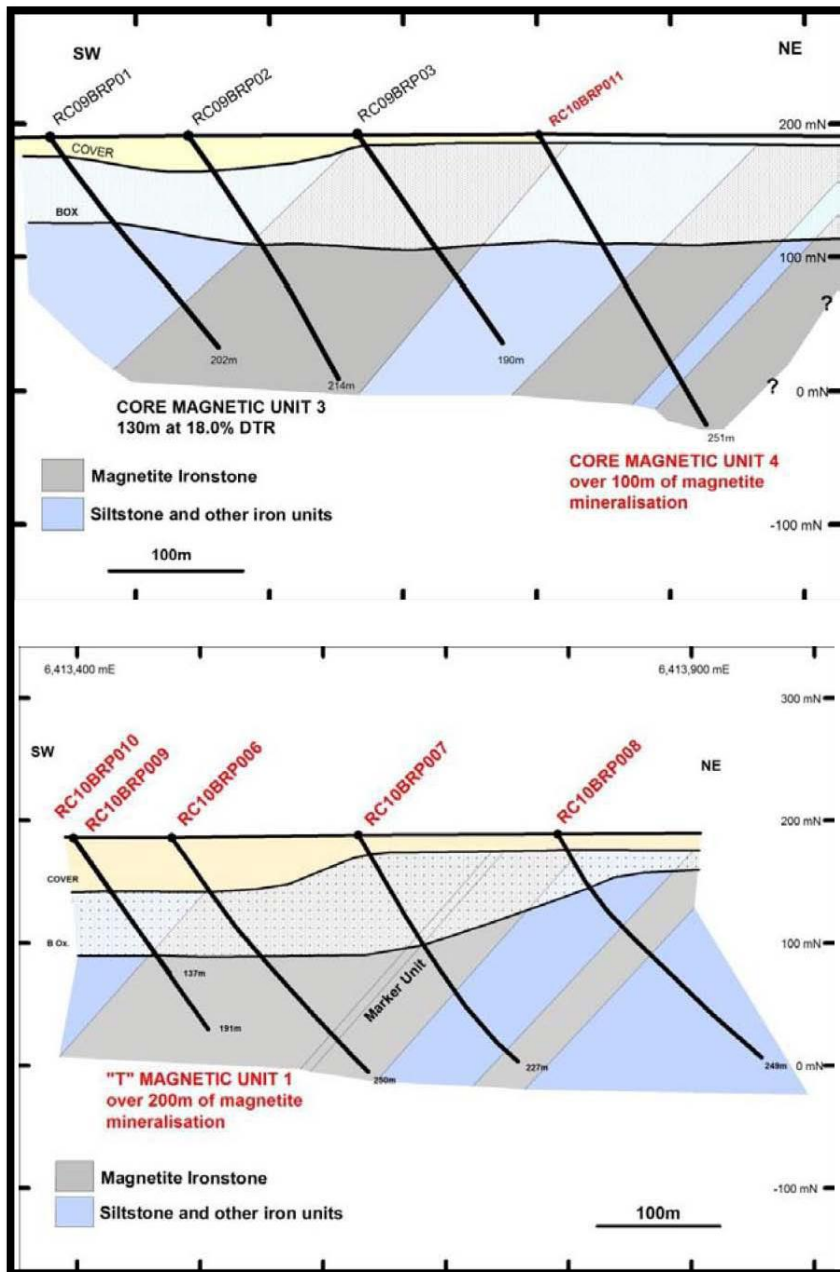 SW
NE
RC09BRP01
RC09BRP02
RC09BRP03
RC10BRP011
200 mN
COVER
BOX
100 mN
?
202m
214m
190m
0 mN
?
251m
CORE MAGNETIC UNIT 3
130m at 18.0% DTR
CORE MAGNETIC UNIT 4
over 100m of magnetite
mineralisation
Magnetite Ironstone
Siltstone and other iron units
-100 mN
100m
6,413,400 mE
6,413,900 mE
300 mN
SW
NE
RC10BRP010
RC10BRP009
RC10BRP006
RC10BRP007
RC10BRP008
200 mN
COVER
B Ox.
100 mN
137m
Marker Unit
191m
250m
227m
249m
0 mN
"T" MAGNETIC UNIT 1
over 200m of magnetite
mineralisation
Magnetite Ironstone
Siltstone and other iron units
-100 mN
100m